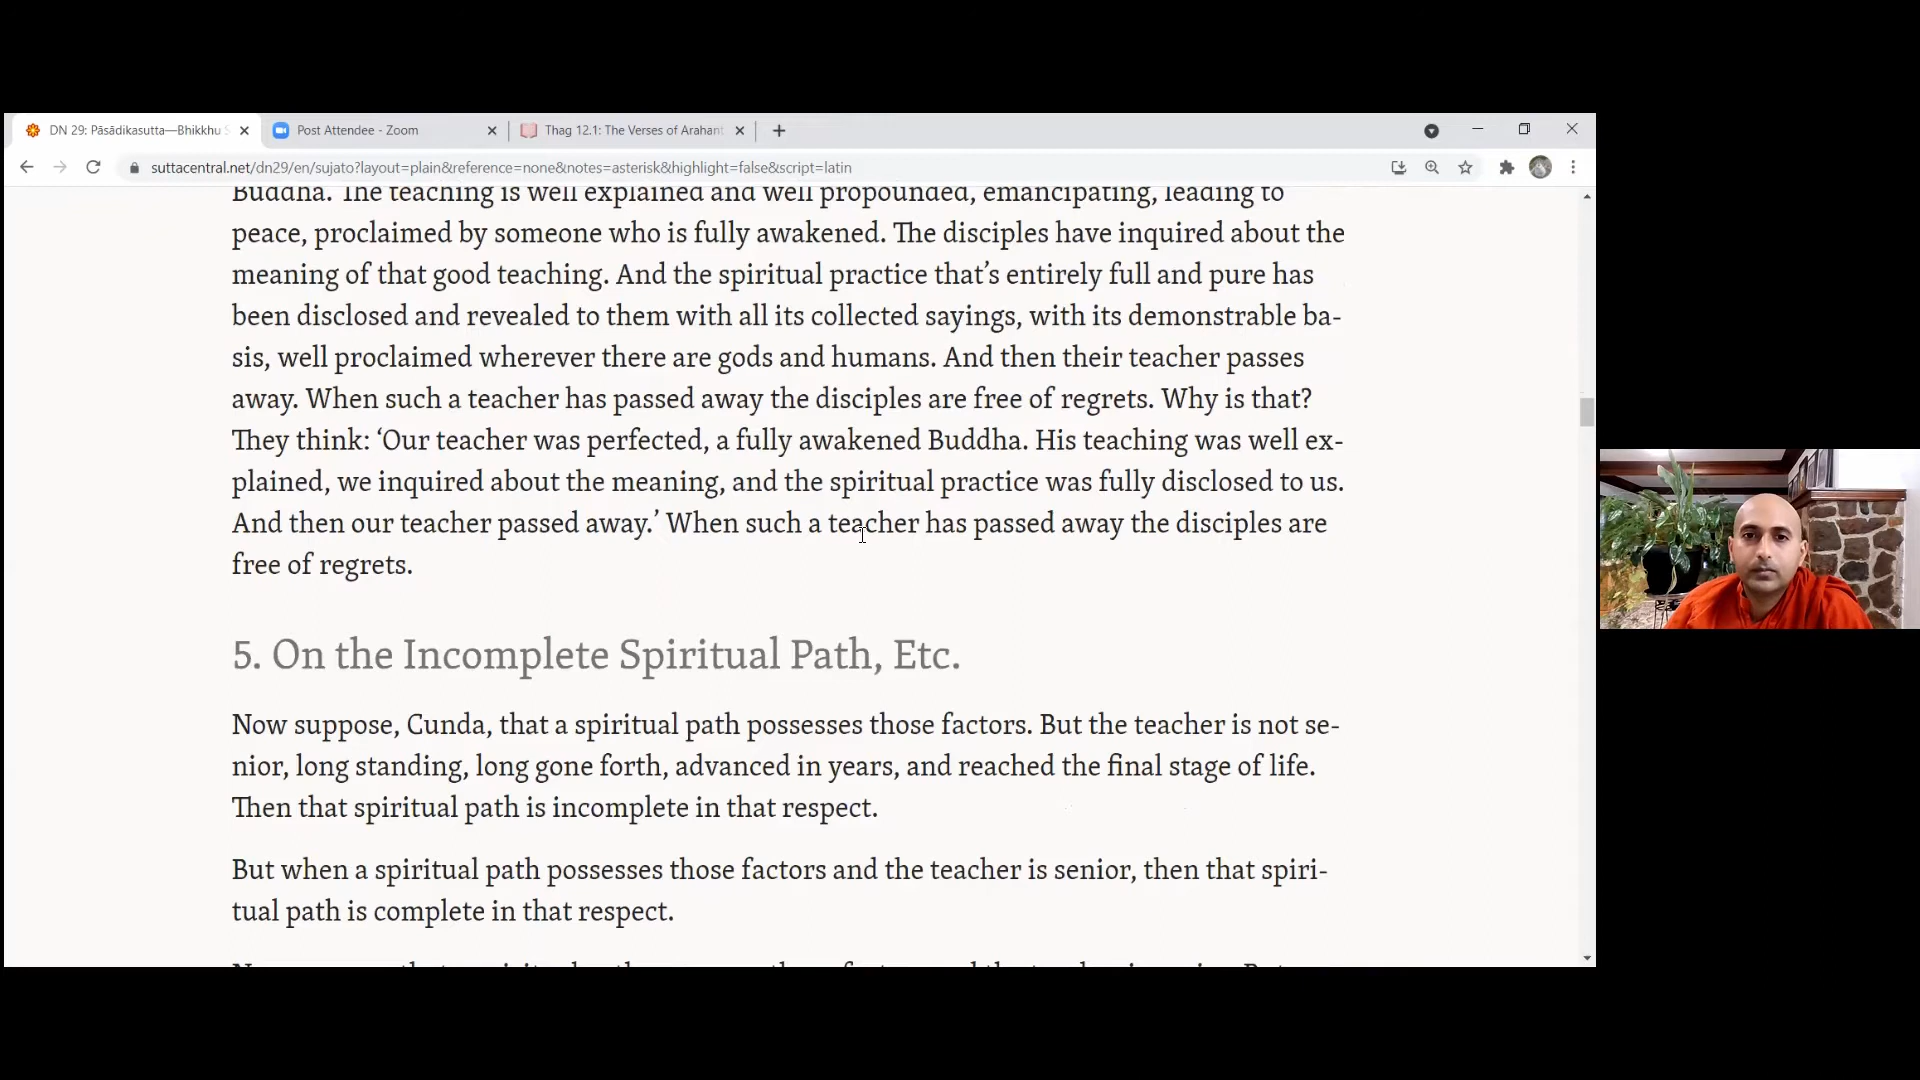 DN 29: Pāsādikasutta—Bhikkhu S
Post Attendee - Zoom
Thag 12.1: The Verses of Arahant
suttacentral.net/dn29/en/sujato?layout=plain&reference=none&notes=asterisk&highlight=false&script=latin
Buddha. The teaching is well explained and well propounded, emancipating, leading to
peace, proclaimed by someone who is fully awakened. The disciples have inquired about the
meaning of that good teaching. And the spiritual practice that’s entirely full and pure has
been disclosed and revealed to them with all its collected sayings, with its demonstrable ba-
sis, well proclaimed wherever there are gods and humans. And then their teacher passes
away. When such a teacher has passed away the disciples are free of regrets. Why is that?
They think: ‘Our teacher was perfected, a fully awakened Buddha. His teaching was well ex-
plained, we inquired about the meaning, and the spiritual practice was fully disclosed to us.
And then our teacher passed away.’ When such a teacher has passed away the disciples are
free of regrets.
5. On the Incomplete Spiritual Path, Etc.
Now suppose, Cunda, that a spiritual path possesses those factors. But the teacher is not se-
nior, long standing, long gone forth, advanced in years, and reached the final stage of life.
Then that spiritual path is incomplete in that respect.
But when a spiritual path possesses those factors and the teacher is senior, then that spiri-
tual path is complete in that respect.